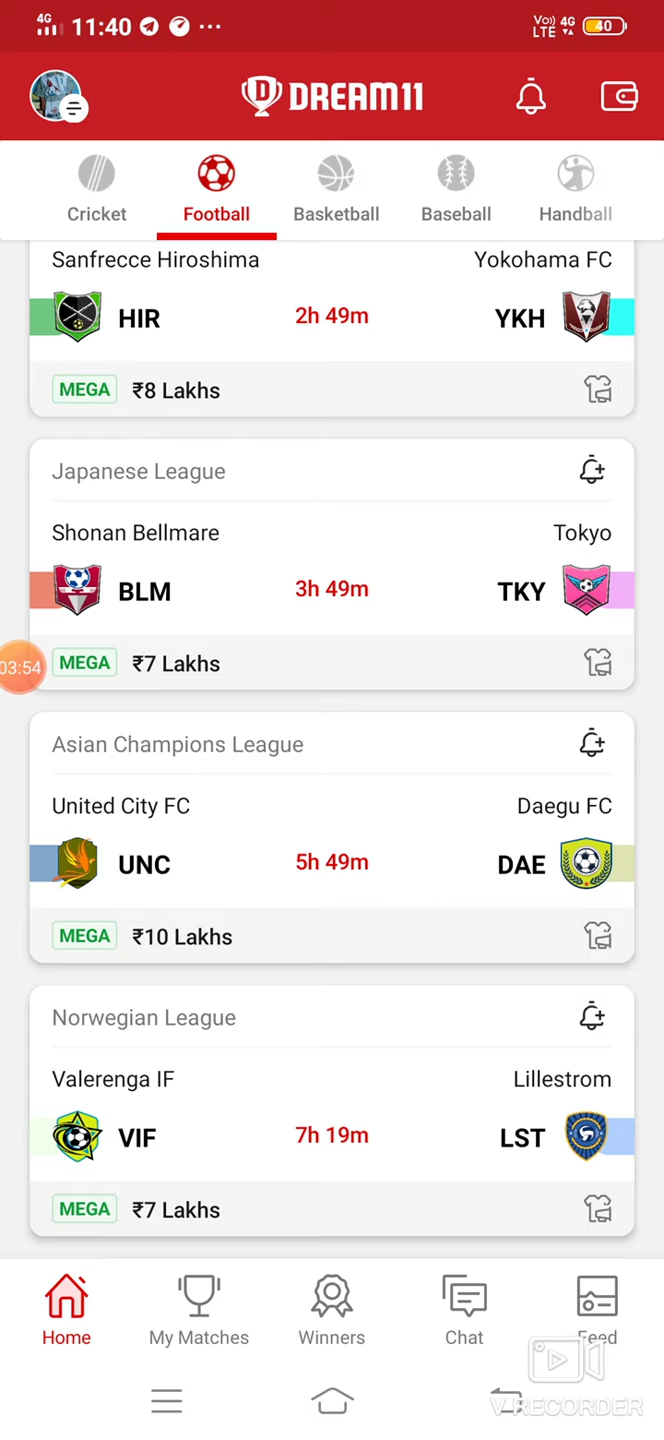 4G 11:40 ... Vo)) LTE 4G 40
DREAM11
Cricket Football Basketball Baseball Handball
Sanfrecce Hiroshima Yokohama FC
HIR 2h 49m YKH
MEGA ₹8 Lakhs
Japanese League
Shonan Bellmare Tokyo
BLM 3h 49m TKY
03:54 MEGA ₹7 Lakhs
Asian Champions League
United City FC Daegu FC
UNC 5h 49m DAE
MEGA ₹10 Lakhs
Norwegian League
Valerenga IF Lillestrom
VIF 7h 19m LST
MEGA ₹7 Lakhs
Home My Matches Winners Chat Feed
V RECORDER